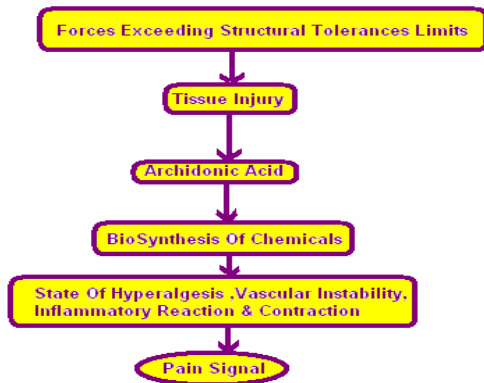 Forces Exceeding Structural Tolerances Limits
Tissue Injury
Archidonic Acid
BioSynthesis Of Chemicals
State Of Hyperalgesis ,Vascular Instability,
Inflammatory Reaction & Contraction
Pain Signal